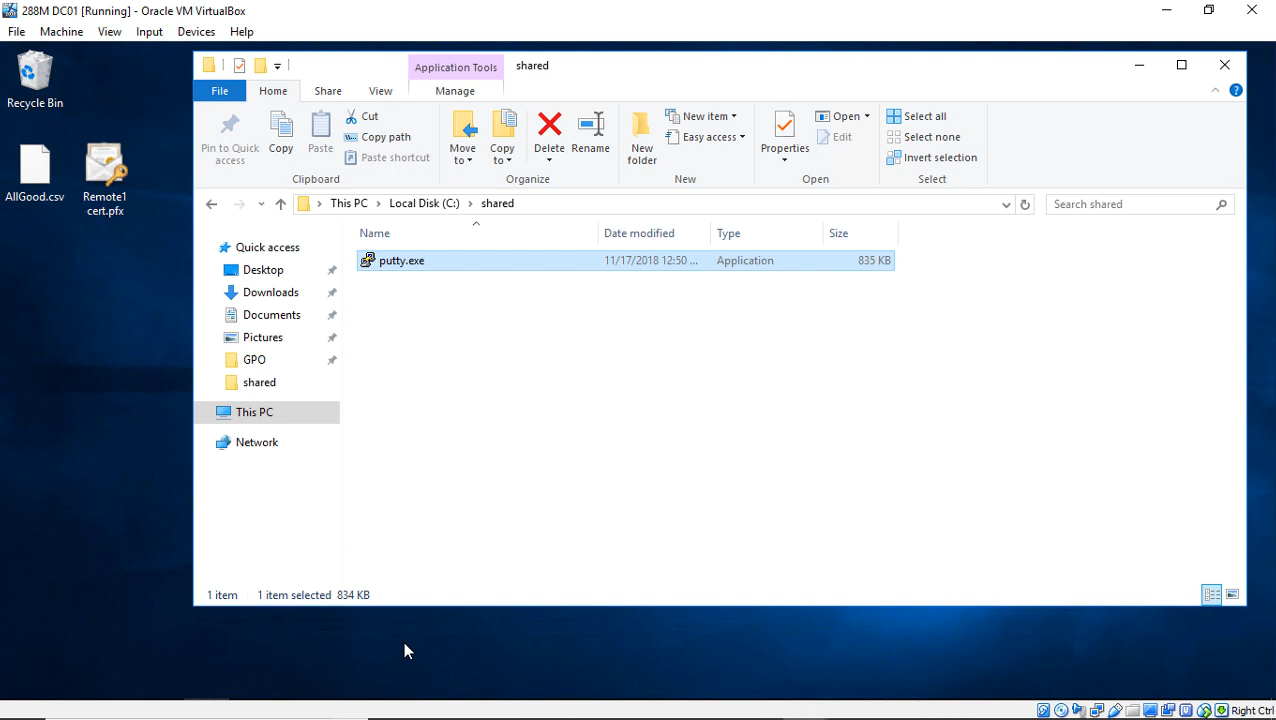 288M DC01 [Running] - Oracle VM VirtualBox
File Machine View Input Devices Help
Recycle Bin
AllGood.csv
Remote1
cert.pfx
Application Tools shared
File Home Share View Manage
Pin to Quick
access
Copy
Paste
Cut
Copy path
Paste shortcut
Clipboard
Move
to
Copy
to
Delete
Rename
Organize
New
folder
New item
Easy access
New
Properties
Open
Edit
Open
Select all
Select none
Invert selection
Select
This PC Local Disk (C:) shared
Search shared
Quick access
Desktop
Downloads
Documents
Pictures
GPO
shared
This PC
Network
Name Date modified Type Size
putty.exe 11/17/2018 12:50 ... Application 835 KB
1 item 1 item selected 834 KB
Right Ctrl